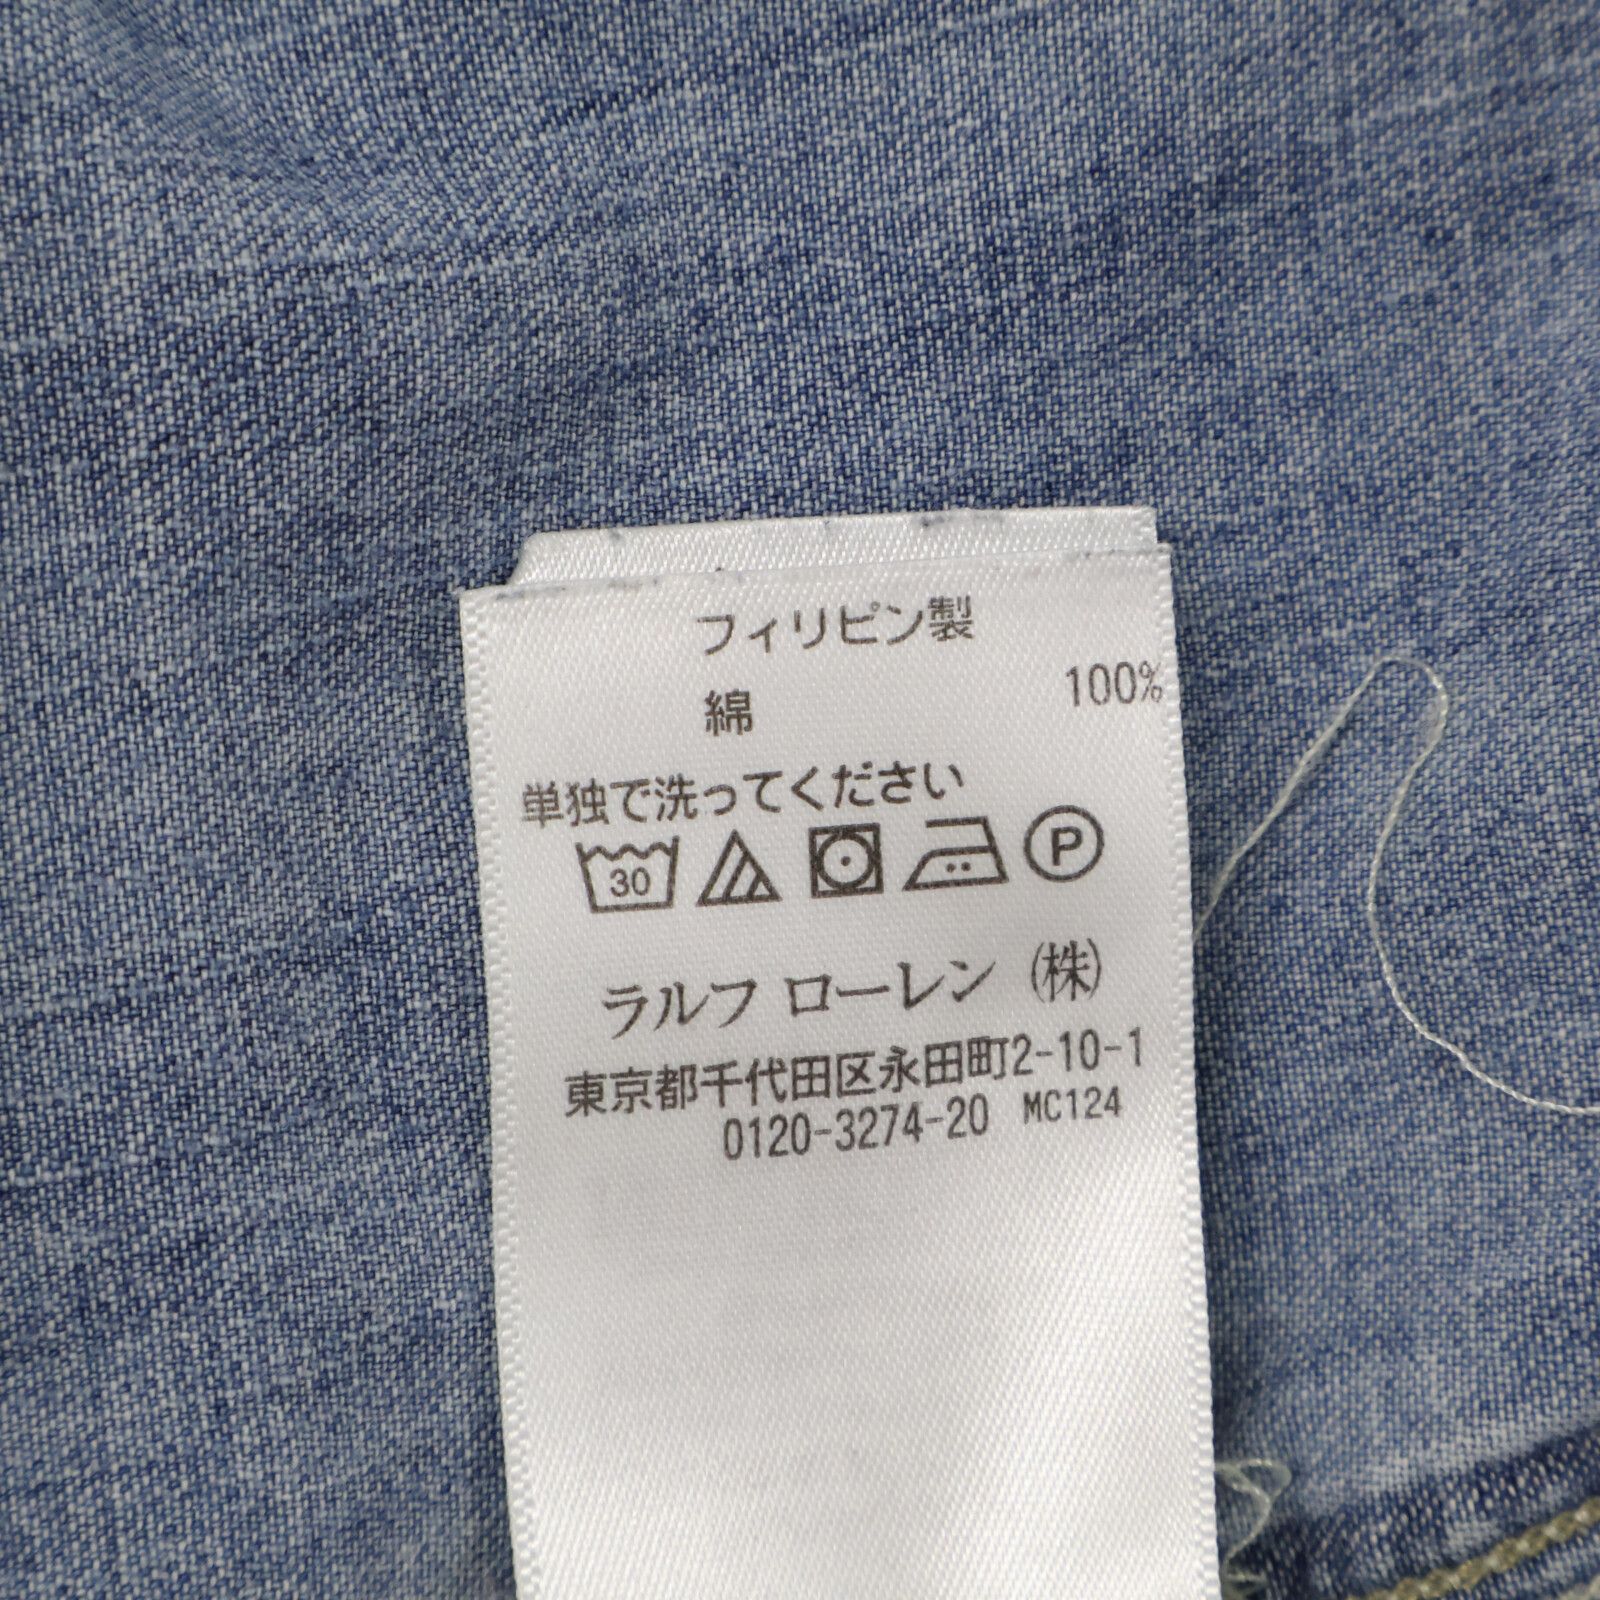 フィリピン製
綿 100%
単独で洗ってください
30 P
ラルフ ローレン (株)
東京都千代田区永田町2-10-1
0120-3274-20 MC124